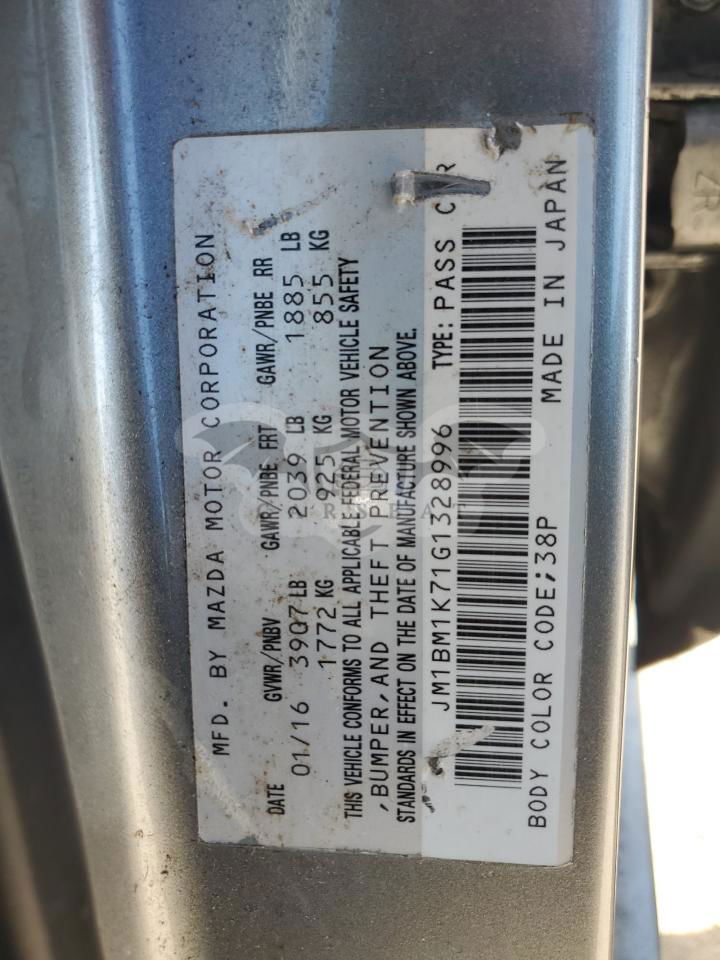 MFD. BY MAZDA MOTOR CORPORATION
DATE GVWR/PNBV GAWR/PNBE FRT GAWR/PNBE RR
01/16 3907 LB 2039 LB 1885 LB
1772 KG 925 KG 855 KG
THIS VEHICLE CONFORMS TO ALL APPLICABLE FEDERAL MOTOR VEHICLE SAFETY
,BUMPER,AND THEFT PREVENTION
STANDARDS IN EFFECT ON THE DATE OF MANUFACTURE SHOWN ABOVE.
JM1BM1K71G1328996 TYPE: PASS C R
BODY COLOR CODE;38P MADE IN JAPAN